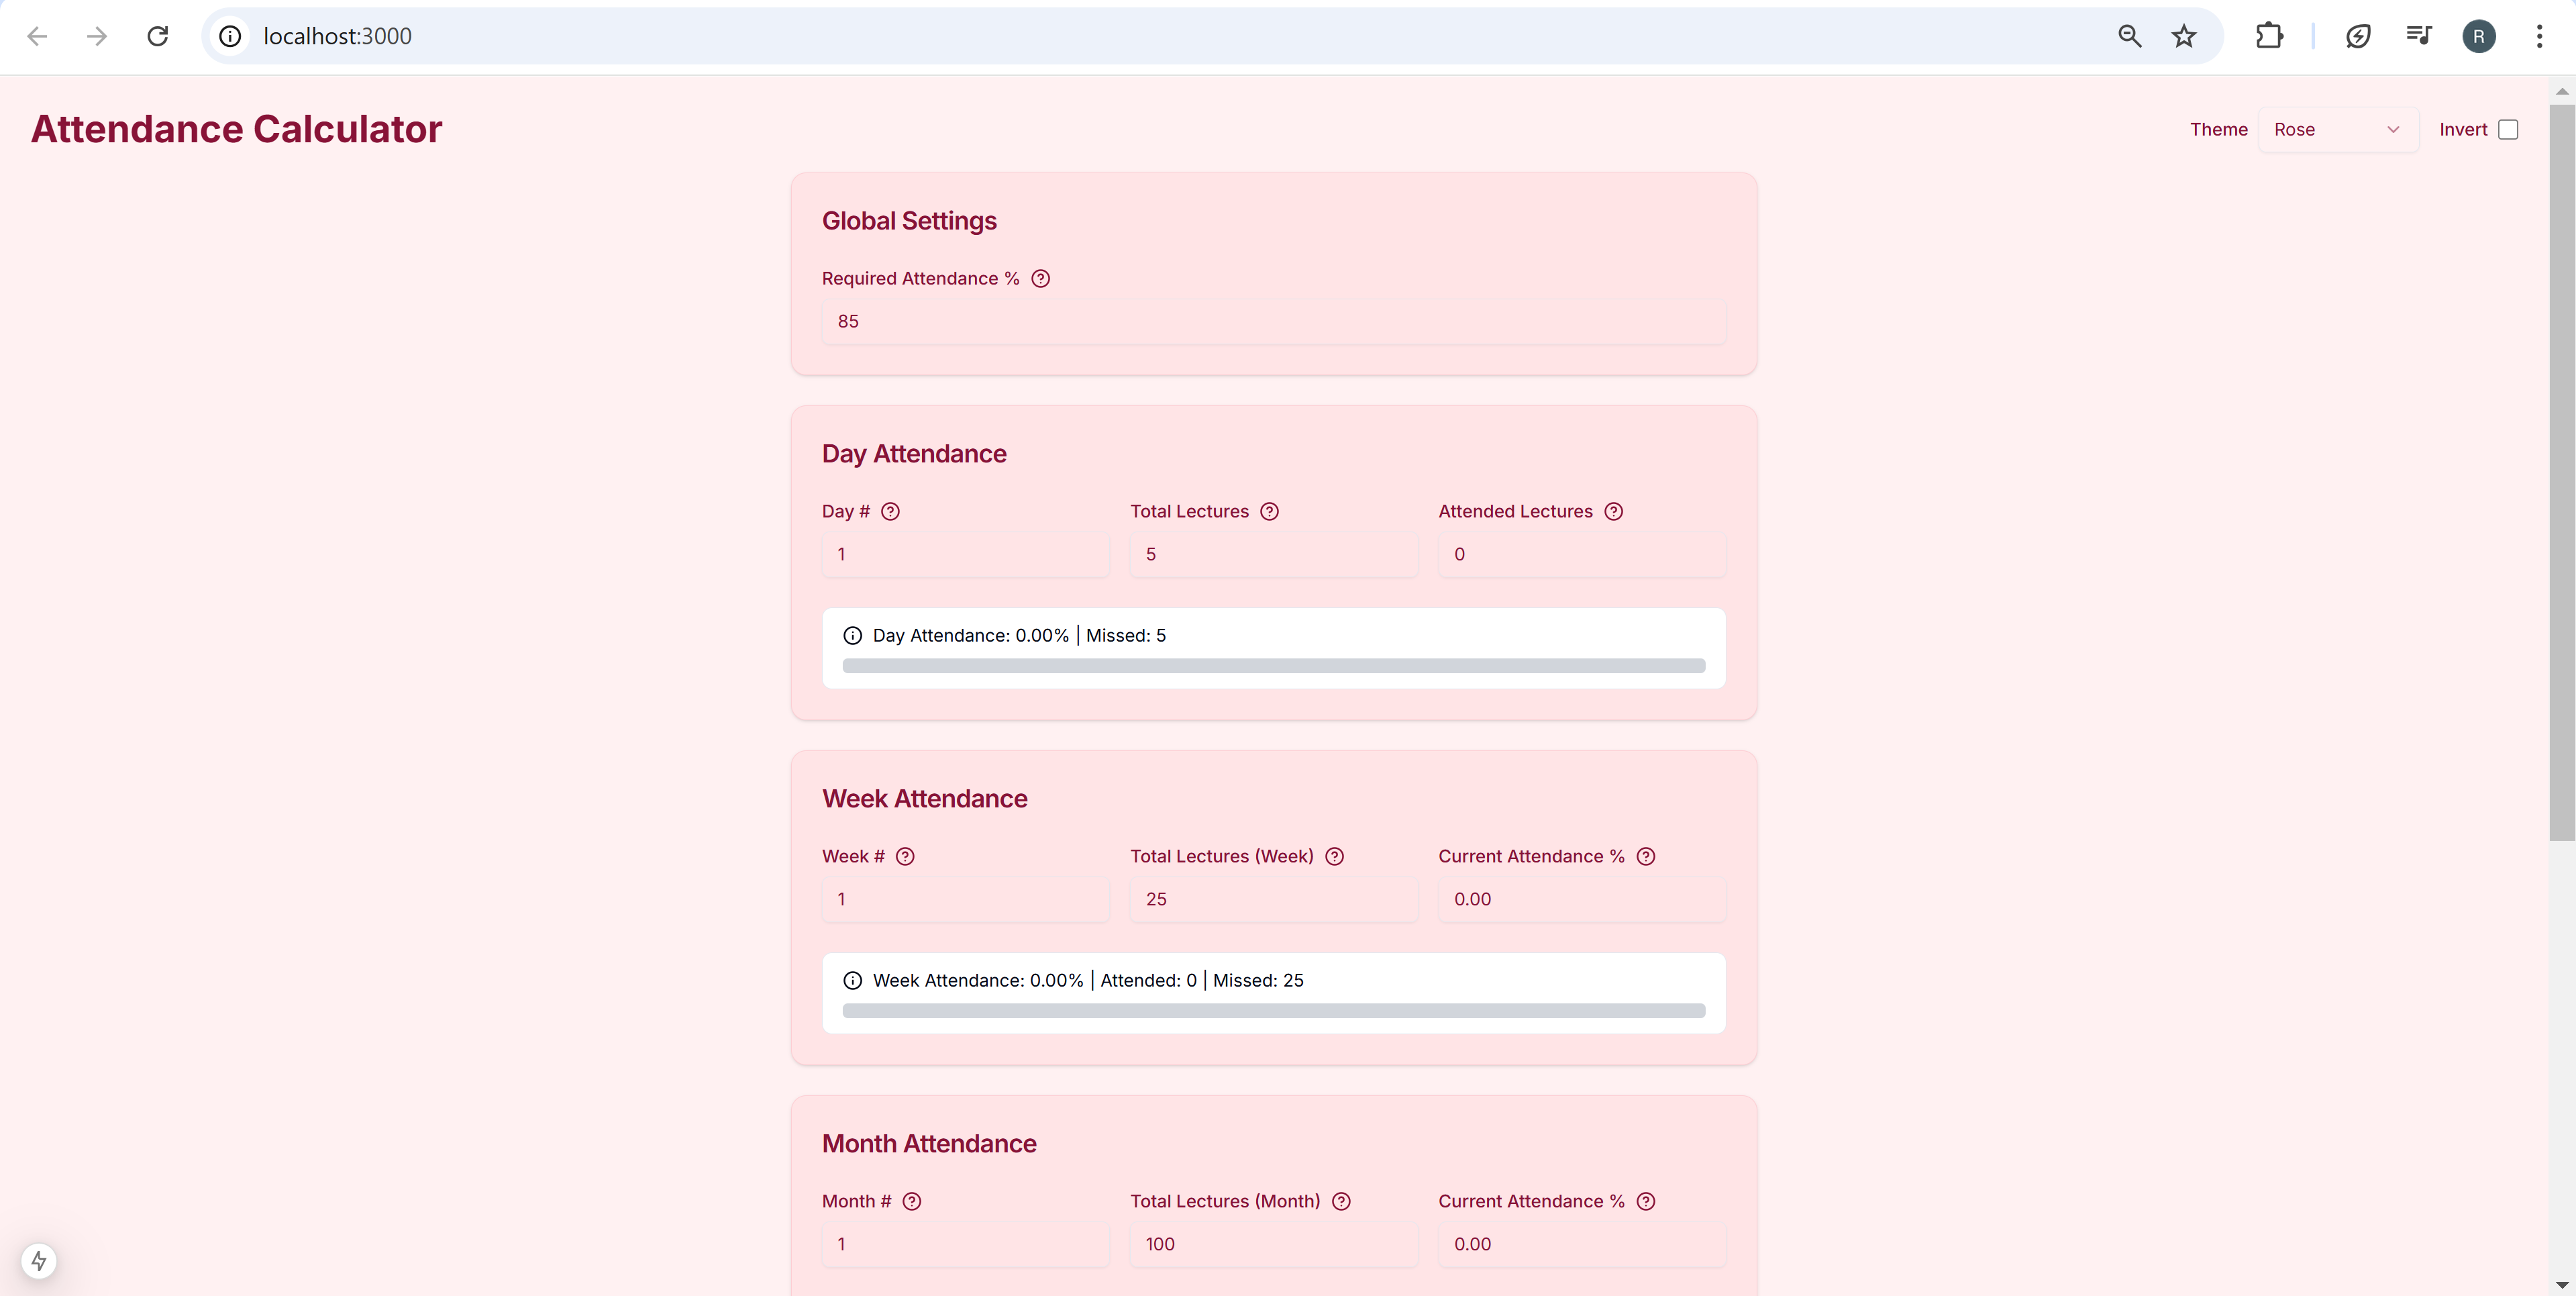 localhost:3000
R
Attendance Calculator
Theme Rose Invert
Global Settings
Required Attendance %
85
Day Attendance
Day # Total Lectures Attended Lectures
1 5 0
Day Attendance: 0.00% | Missed: 5
Week Attendance
Week # Total Lectures (Week) Current Attendance %
1 25 0.00
Week Attendance: 0.00% | Attended: 0 | Missed: 25
Month Attendance
Month # Total Lectures (Month) Current Attendance %
1 100 0.00